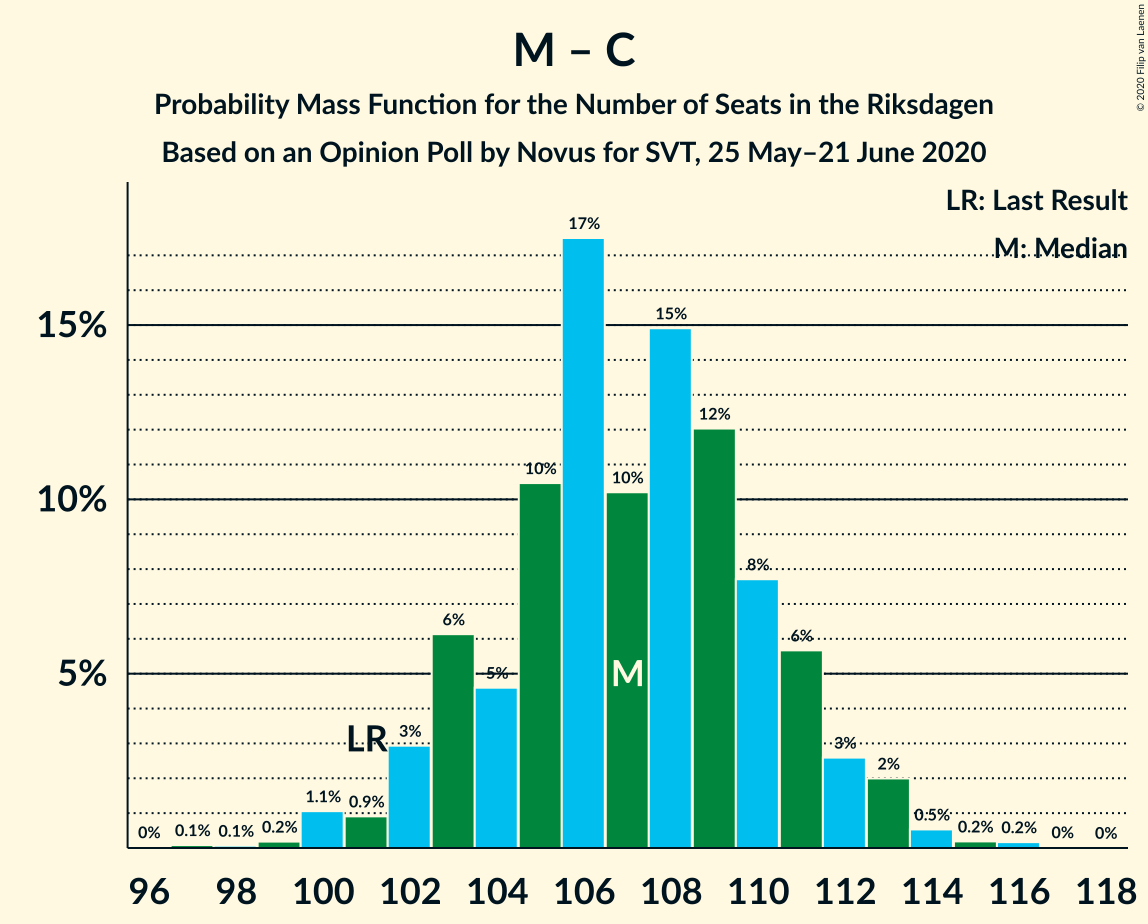 M – C
Probability Mass Function for the Number of Seats in the Riksdagen
Based on an Opinion Poll by Novus for SVT, 25 May–21 June 2020
© 2020 Filip van Laenen
LR: Last Result
M: Median
15%
10%
5%
0%
0.1%
0.1%
0.2%
1.1%
0.9%
LR
3%
6%
5%
10%
17%
10%
M
15%
12%
8%
6%
3%
2%
0.5%
0.2%
0.2%
0%
0%
96 98 100 102 104 106 108 110 112 114 116 118